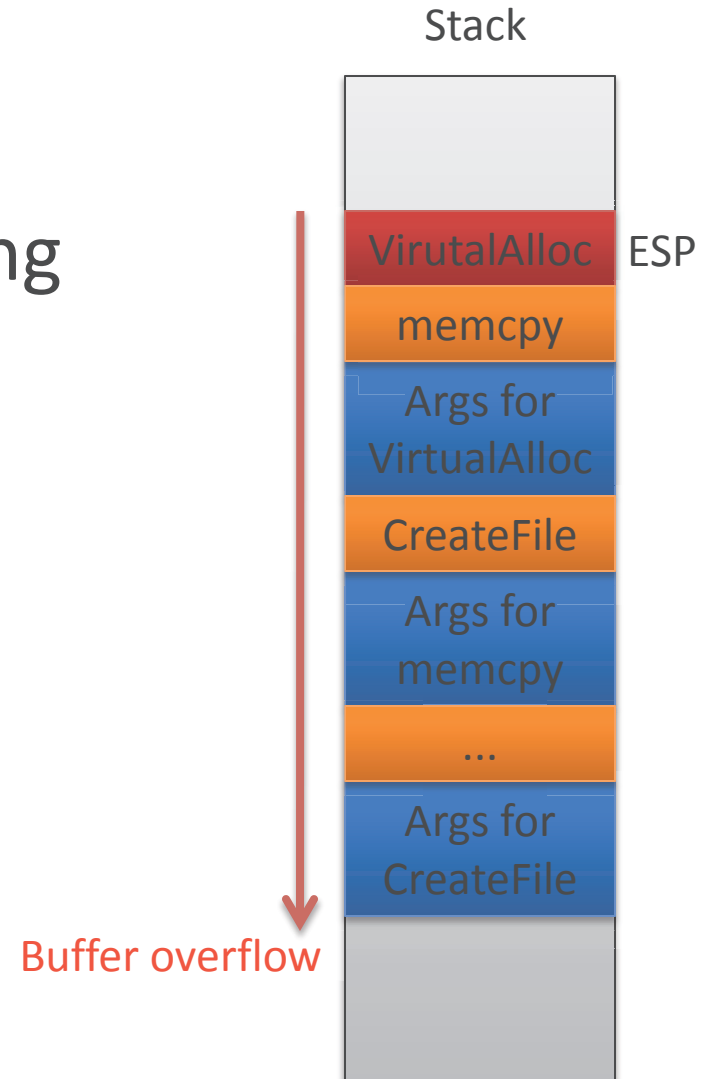 Stack
ng
VirutalAlloc
ESP
memcpy
Args for
VirtualAlloc
CreateFile
Args for
memcpy
...
Args for
CreateFile
Buffer overflow